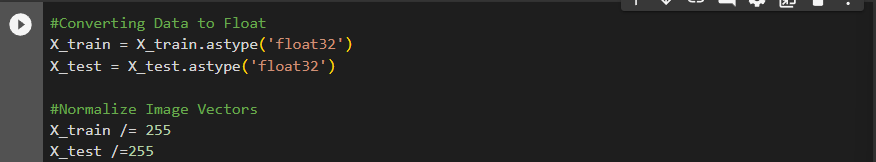 #Converting Data to Float
X_train = X_train.astype('float32')
X_test = X_test.astype('float32')
#Normalize Image Vectors
X_train /= 255
X_test /=255